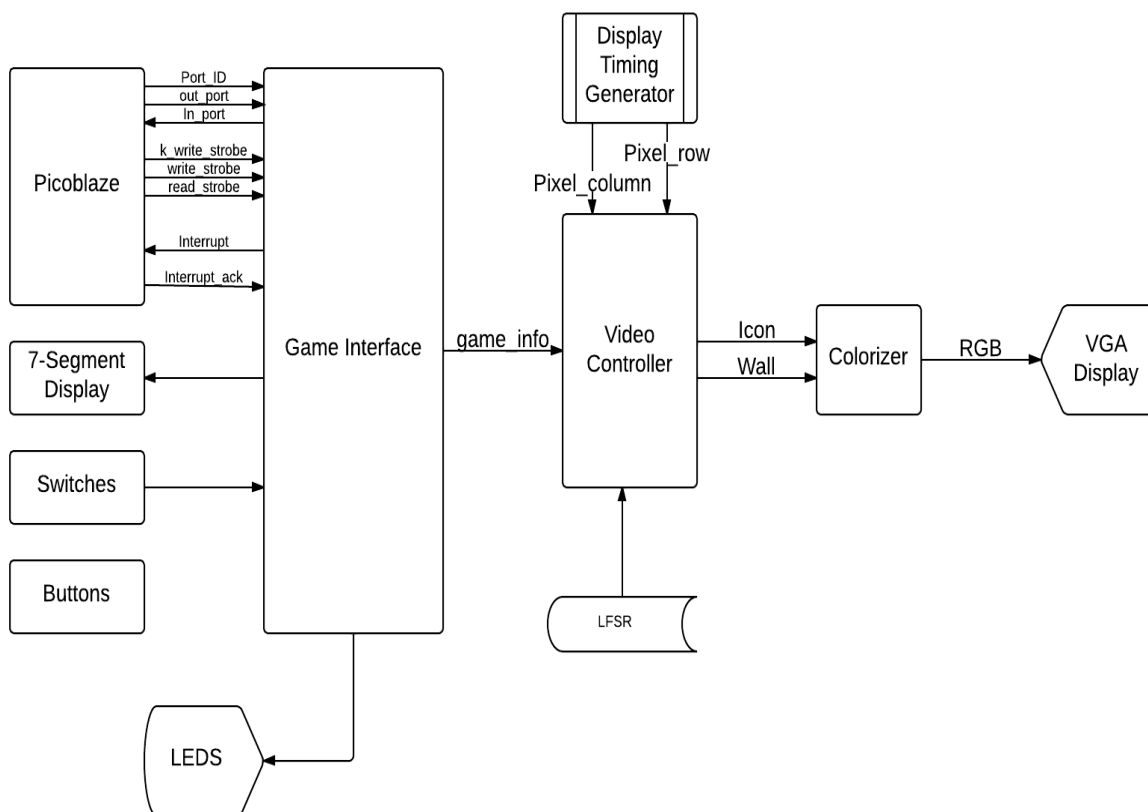 Display
Timing
Generator
Port_ID
out_port
In_port
k_write_strobe
write_strobe
read_strobe
Picoblaze
Interrupt
Interrupt_ack
Pixel_row
Pixel_column
7-Segment
Display
Game Interface
game_info
Video
Controller
Icon
Wall
Colorizer
RGB
VGA
Display
Switches
Buttons
LFSR
LEDS